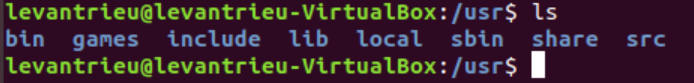 levantrieu@levantrieu-VirtualBox:/usr$ ls
bin  games  include  lib  local  sbin  share  src
levantrieu@levantrieu-VirtualBox:/usr$